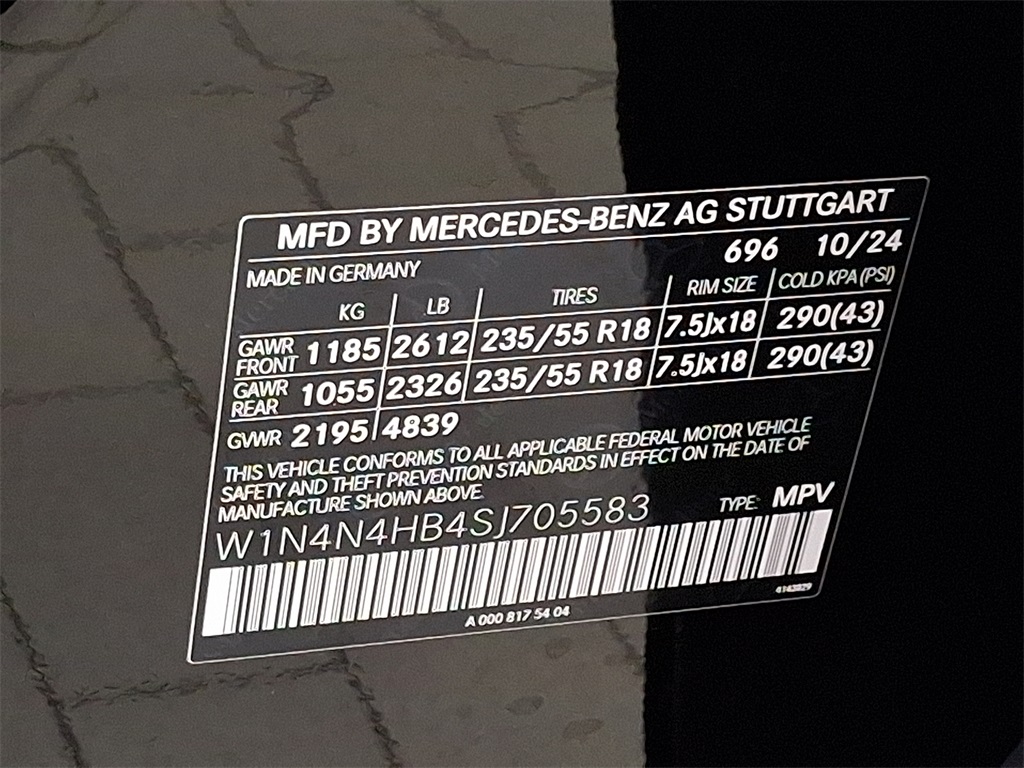 MFD BY MERCEDES-BENZ AG STUTTGART
696 10/24
MADE IN GERMANY
KG LB TIRES RIM SIZE COLD KPA (PSI)
GAWR FRONT 1185 2612 235/55 R18 7.5Jx18 290(43)
GAWR REAR 1055 2326 235/55 R18 7.5Jx18 290(43)
GVWR 2195 4839
THIS VEHICLE CONFORMS TO ALL APPLICABLE FEDERAL MOTOR VEHICLE
SAFETY AND THEFT PREVENTION STANDARDS IN EFFECT ON THE DATE OF
MANUFACTURE SHOWN ABOVE.
W1N4N4HB4SJ705583 TYPE: MPV
A 000 817 54 04